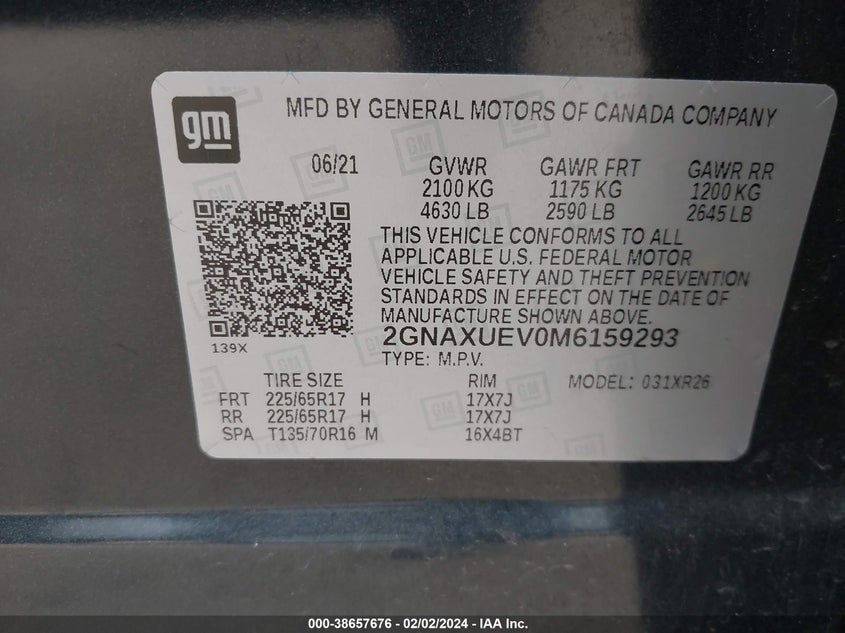 gm
MFD BY GENERAL MOTORS OF CANADA COMPANY
06/21 GVWR GAWR FRT GAWR RR
2100 KG 1175 KG 1200 KG
4630 LB 2590 LB 2645 LB
THIS VEHICLE CONFORMS TO ALL
APPLICABLE U.S. FEDERAL MOTOR
VEHICLE SAFETY AND THEFT PREVENTION
STANDARDS IN EFFECT ON THE DATE OF
MANUFACTURE SHOWN ABOVE.
2GNAXUEV0M6159293
139X
TYPE: M.P.V.
TIRE SIZE RIM MODEL: 031XR26
FRT 225/65R17 H 17X7J
RR 225/65R17 H 17X7J
SPA T135/70R16 M 16X4BT
000-38657676 - 02/02/2024 - IAA Inc.